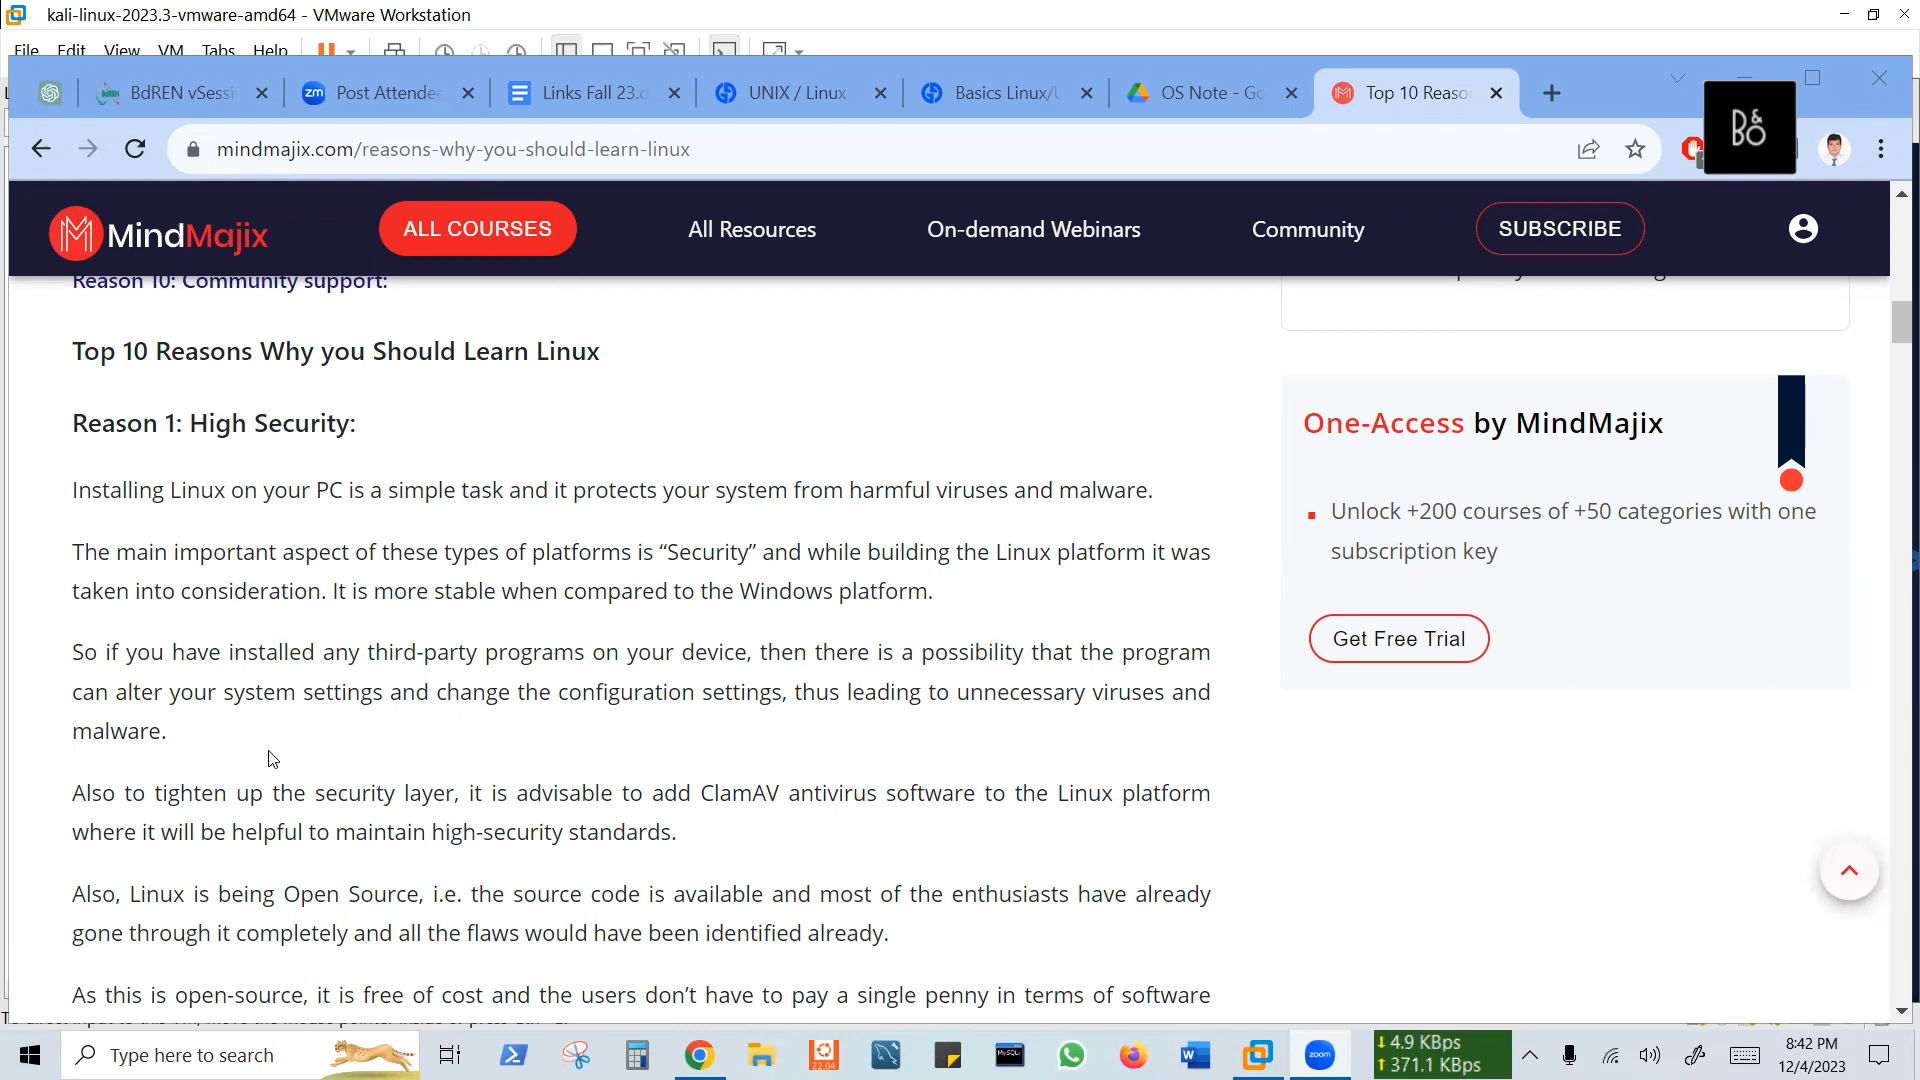 kali-linux-2023.3-vmware-amd64 - VMware Workstation
File Edit View VM Tabs Help
BdREN vSessi
zm Post Attendee
Links Fall 23.d
UNIX / Linux
Basics Linux/U
OS Note - Go
Top 10 Reaso
mindmajix.com/reasons-why-you-should-learn-linux
B&O
MindMajix
ALL COURSES
All Resources
On-demand Webinars
Community
SUBSCRIBE
Reason 10: Community support:
Top 10 Reasons Why you Should Learn Linux
Reason 1: High Security:
Installing Linux on your PC is a simple task and it protects your system from harmful viruses and malware.
The main important aspect of these types of platforms is “Security” and while building the Linux platform it was
taken into consideration. It is more stable when compared to the Windows platform.
So if you have installed any third-party programs on your device, then there is a possibility that the program
can alter your system settings and change the configuration settings, thus leading to unnecessary viruses and
malware.
Also to tighten up the security layer, it is advisable to add ClamAV antivirus software to the Linux platform
where it will be helpful to maintain high-security standards.
Also, Linux is being Open Source, i.e. the source code is available and most of the enthusiasts have already
gone through it completely and all the flaws would have been identified already.
As this is open-source, it is free of cost and the users don’t have to pay a single penny in terms of software
One-Access by MindMajix
Unlock +200 courses of +50 categories with one
subscription key
Get Free Trial
Type here to search
22.04
MySQL
W
zoom
4.9 KBps
371.1 KBps
8:42 PM
12/4/2023